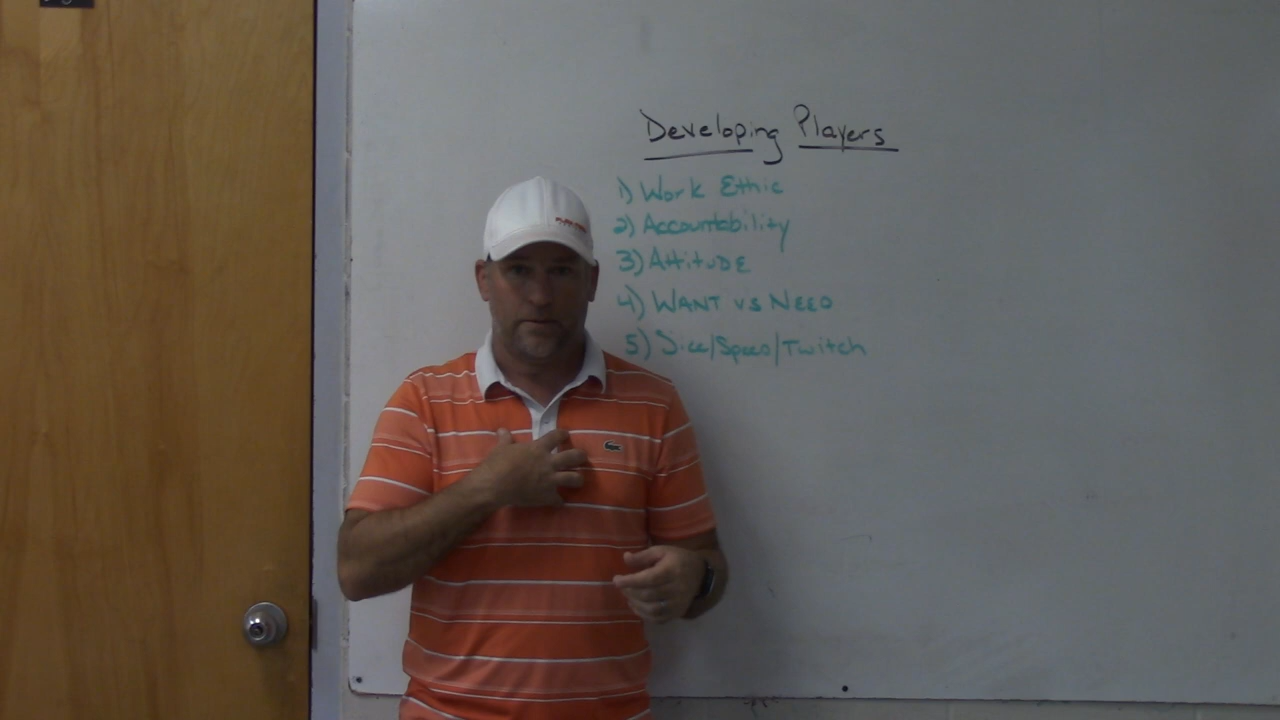 Developing Players
1) Work Ethic
2) Accountability
3) AttituDE
4) WANT vs NEED
5) Size/Speed/Twitch